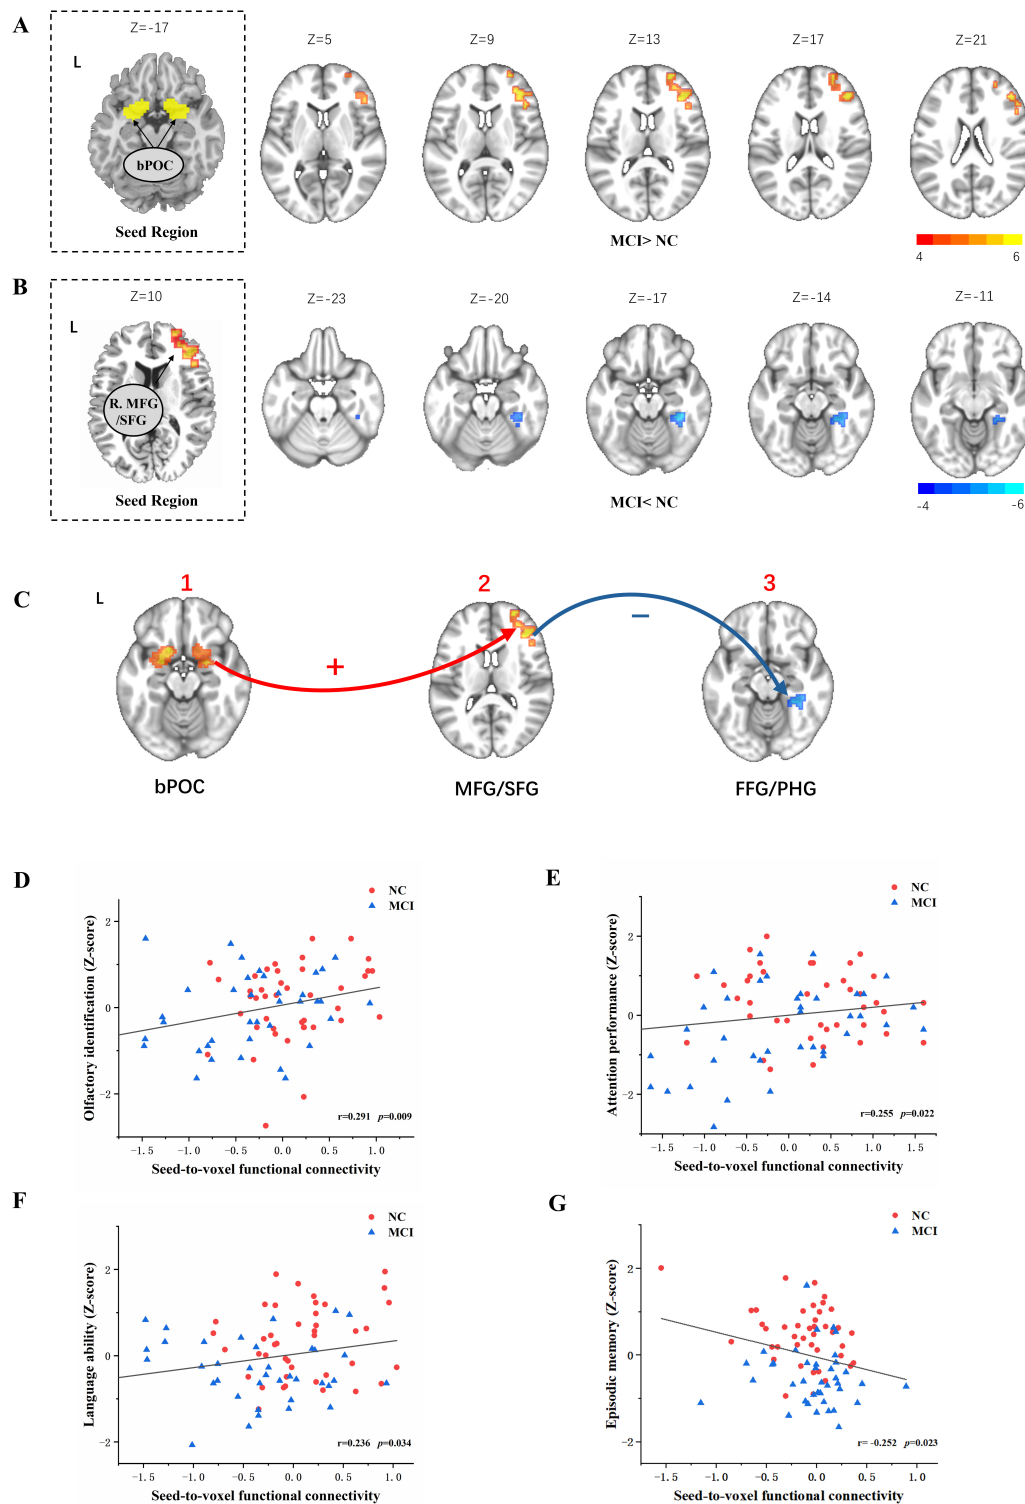 A
Z=-17
Z=5
Z=9
Z=13
Z=17
Z=21
L
bPOC
Seed Region
MCI> NC
4
6
B
Z=10
Z=-23
Z=-20
Z=-17
Z=-14
Z=-11
L
R. MFG
/SFG
Seed Region
MCI< NC
-4
-6
C
L
1
2
3
+
−
bPOC
MFG/SFG
FFG/PHG
D
NC
MCI
Olfactory identification (Z-score)
2
0
−2
r=0.291 p=0.009
−1.5 −1.0 −0.5 0.0 0.5 1.0
Seed-to-voxel functional connectivity
E
NC
MCI
Attention performance (Z-score)
2
0
−2
r=0.255 p=0.022
−1.5 −1.0 −0.5 0.0 0.5 1.0 1.5
Seed-to-voxel functional connectivity
F
NC
MCI
Language ability (Z-score)
2
0
−2
r=0.236 p=0.034
−1.5 −1.0 −0.5 0.0 0.5 1.0
Seed-to-voxel functional connectivity
G
NC
MCI
Episodic memory (Z-score)
2
0
−2
r= -0.252 p=0.023
−1.5 −1.0 −0.5 0.0 0.5 1.0
Seed-to-voxel functional connectivity